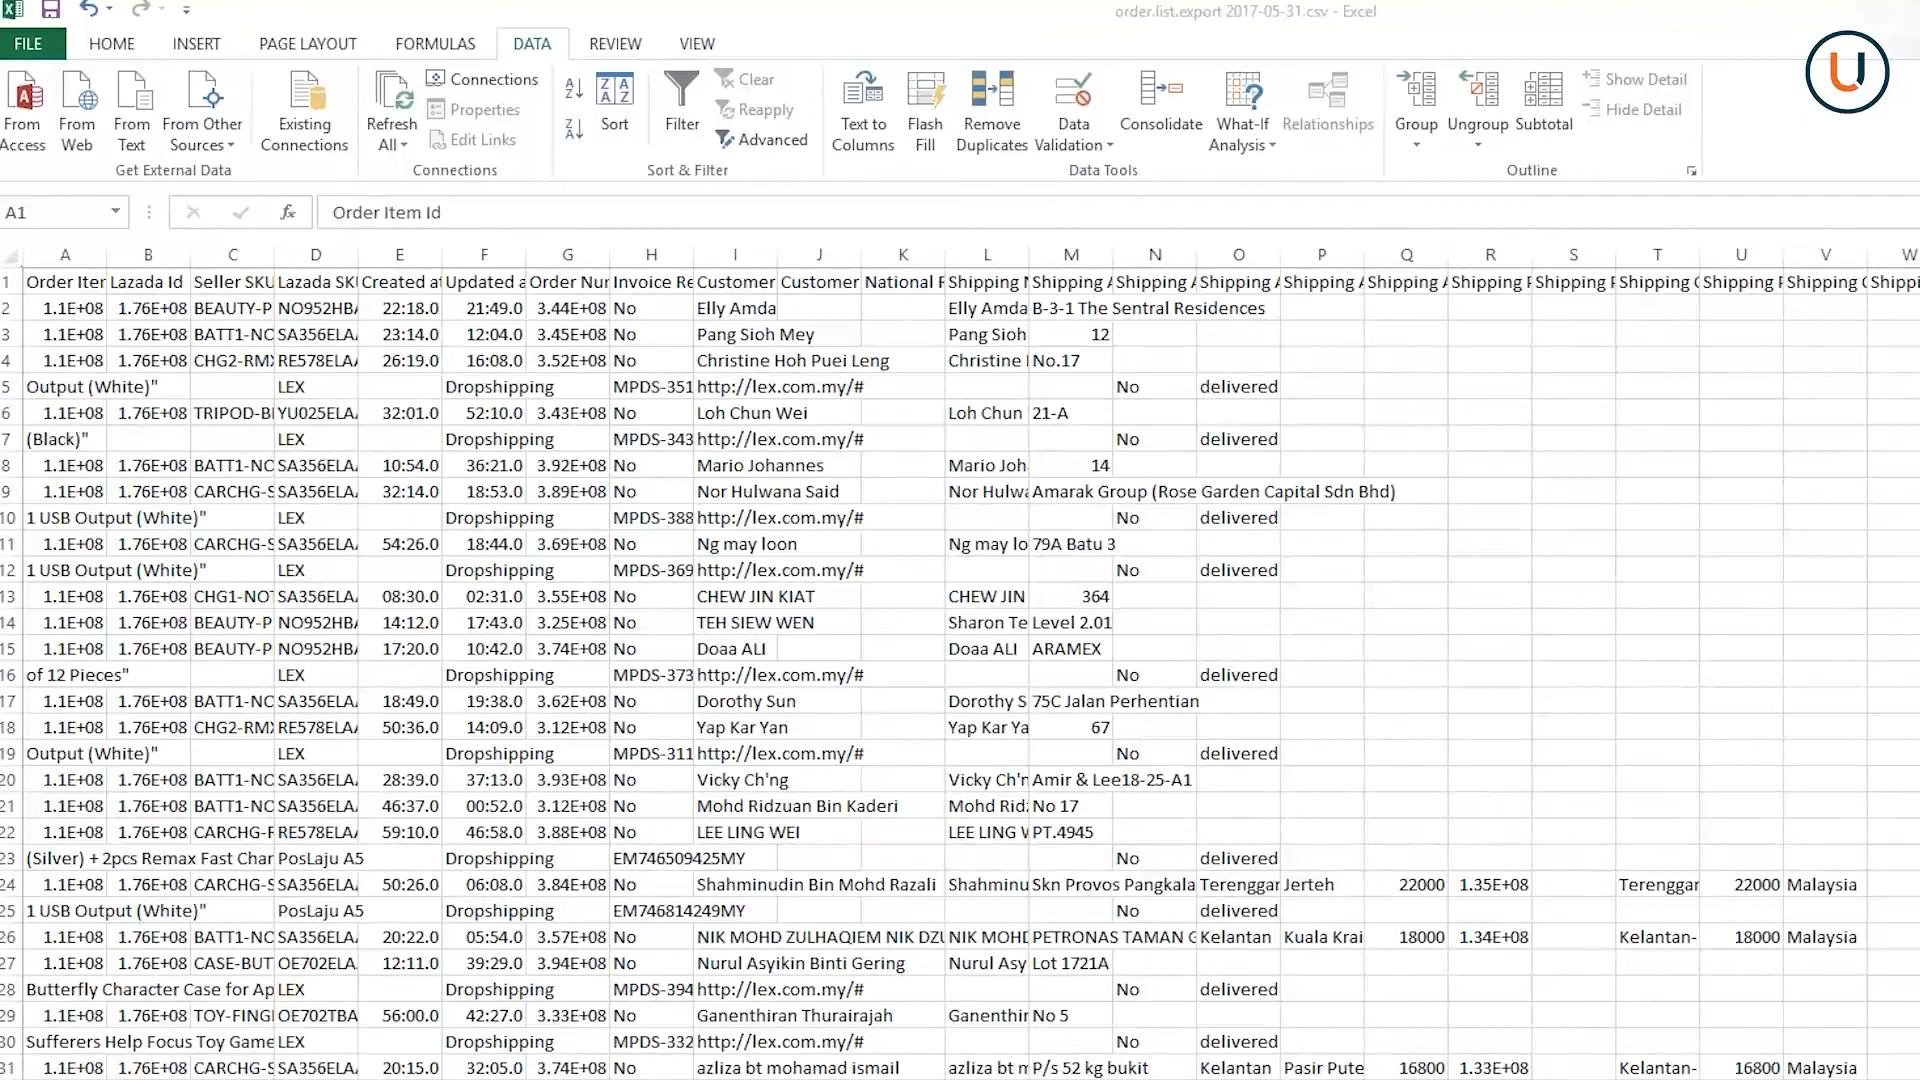 order.list.export 2017-05-31.csv - Excel
FILE HOME INSERT PAGE LAYOUT FORMULAS DATA REVIEW VIEW
From Access From Web From Text From Other Sources Existing Connections Refresh All Connections Properties Edit Links Sort Filter Clear Reapply Advanced Text to Columns Flash Fill Remove Duplicates Data Validation Consolidate What-If Analysis Relationships Group Ungroup Subtotal Show Detail Hide Detail
Get External Data Connections Sort & Filter Data Tools Outline
A1 fx Order Item Id
A B C D E F G H I J K L M N O P Q R S T U V W
1 Order Iter Lazada Id Seller SKU Lazada SKU Created at Updated a Order Nur Invoice Re Customer Customer National F Shipping N Shipping A Shipping A Shipping A Shipping A Shipping A Shipping F Shipping F Shipping C Shipping F Shipping C Shippi
2 1.1E+08 1.76E+08 BEAUTY-P NO952HBA 22:18.0 21:49.0 3.44E+08 No Elly Amda Elly Amda B-3-1 The Sentral Residences
3 1.1E+08 1.76E+08 BATT1-NO SA356ELAA 23:14.0 12:04.0 3.45E+08 No Pang Sioh Mey Pang Sioh 12
4 1.1E+08 1.76E+08 CHG2-RMX RE578ELAA 26:19.0 16:08.0 3.52E+08 No Christine Hoh Puei Leng Christine No.17
5 Output (White)" LEX Dropshipping MPDS-351 http://lex.com.my/# No delivered
6 1.1E+08 1.76E+08 TRIPOD-BL YU025ELAA 32:01.0 52:10.0 3.43E+08 No Loh Chun Wei Loh Chun 21-A
7 (Black)" LEX Dropshipping MPDS-343 http://lex.com.my/# No delivered
8 1.1E+08 1.76E+08 BATT1-NO SA356ELAA 10:54.0 36:21.0 3.92E+08 No Mario Johannes Mario Joh 14
9 1.1E+08 1.76E+08 CARCHG-S SA356ELAA 32:14.0 18:53.0 3.89E+08 No Nor Hulwana Said Nor Hulwa Amarak Group (Rose Garden Capital Sdn Bhd)
10 1 USB Output (White)" LEX Dropshipping MPDS-388 http://lex.com.my/# No delivered
11 1.1E+08 1.76E+08 CARCHG-S SA356ELAA 54:26.0 18:44.0 3.69E+08 No Ng may loon Ng may lo 79A Batu 3
12 1 USB Output (White)" LEX Dropshipping MPDS-369 http://lex.com.my/# No delivered
13 1.1E+08 1.76E+08 CHG1-NOT SA356ELAA 08:30.0 02:31.0 3.55E+08 No CHEW JIN KIAT CHEW JIN 364
14 1.1E+08 1.76E+08 BEAUTY-P NO952HBA 14:12.0 17:43.0 3.25E+08 No TEH SIEW WEN Sharon Te Level 2.01
15 1.1E+08 1.76E+08 BEAUTY-P NO952HBA 17:20.0 10:42.0 3.74E+08 No Doaa ALI Doaa ALI ARAMEX
16 of 12 Pieces" LEX Dropshipping MPDS-373 http://lex.com.my/# No delivered
17 1.1E+08 1.76E+08 BATT1-NO SA356ELAA 18:49.0 19:38.0 3.62E+08 No Dorothy Sun Dorothy S 75C Jalan Perhentian
18 1.1E+08 1.76E+08 CHG2-RMX RE578ELAA 50:36.0 14:09.0 3.12E+08 No Yap Kar Yan Yap Kar Ya 67
19 Output (White)" LEX Dropshipping MPDS-311 http://lex.com.my/# No delivered
20 1.1E+08 1.76E+08 BATT1-NO SA356ELAA 28:39.0 37:13.0 3.93E+08 No Vicky Ch'ng Vicky Ch'n Amir & Lee18-25-A1
21 1.1E+08 1.76E+08 BATT1-NO SA356ELAA 46:37.0 00:52.0 3.12E+08 No Mohd Ridzuan Bin Kaderi Mohd Ridz No 17
22 1.1E+08 1.76E+08 CARCHG-F RE578ELAA 59:10.0 46:58.0 3.88E+08 No LEE LING WEI LEE LING W PT.4945
23 (Silver) + 2pcs Remax Fast Char PosLaju A5 Dropshipping EM746509425MY No delivered
24 1.1E+08 1.76E+08 CARCHG-S SA356ELAA 50:26.0 06:08.0 3.84E+08 No Shahminudin Bin Mohd Razali Shahminu Skn Provos Pangkala Terenggar Jerteh 22000 1.35E+08 Terenggar 22000 Malaysia
25 1 USB Output (White)" PosLaju A5 Dropshipping EM746814249MY No delivered
26 1.1E+08 1.76E+08 BATT1-NO SA356ELAA 20:22.0 05:54.0 3.57E+08 No NIK MOHD ZULHAQIEM NIK DZU NIK MOHD PETRONAS TAMAN G Kelantan Kuala Krai 18000 1.34E+08 Kelantan- 18000 Malaysia
27 1.1E+08 1.76E+08 CASE-BUT OE702ELA 12:11.0 39:29.0 3.94E+08 No Nurul Asyikin Binti Gering Nurul Asy Lot 1721A
28 Butterfly Character Case for Ap LEX Dropshipping MPDS-394 http://lex.com.my/# No delivered
29 1.1E+08 1.76E+08 TOY-FING OE702TBA 56:00.0 42:27.0 3.33E+08 No Ganenthiran Thurairajah Ganenthir No 5
30 Sufferers Help Focus Toy Game LEX Dropshipping MPDS-332 http://lex.com.my/# No delivered
31 1.1E+08 1.76E+08 CARCHG-S SA356ELAA 20:15.0 32:05.0 3.74E+08 No azliza bt mohamad ismail azliza bt m P/s 52 kg bukit Kelantan Pasir Pute 16800 1.33E+08 Kelantan- 16800 Malaysia